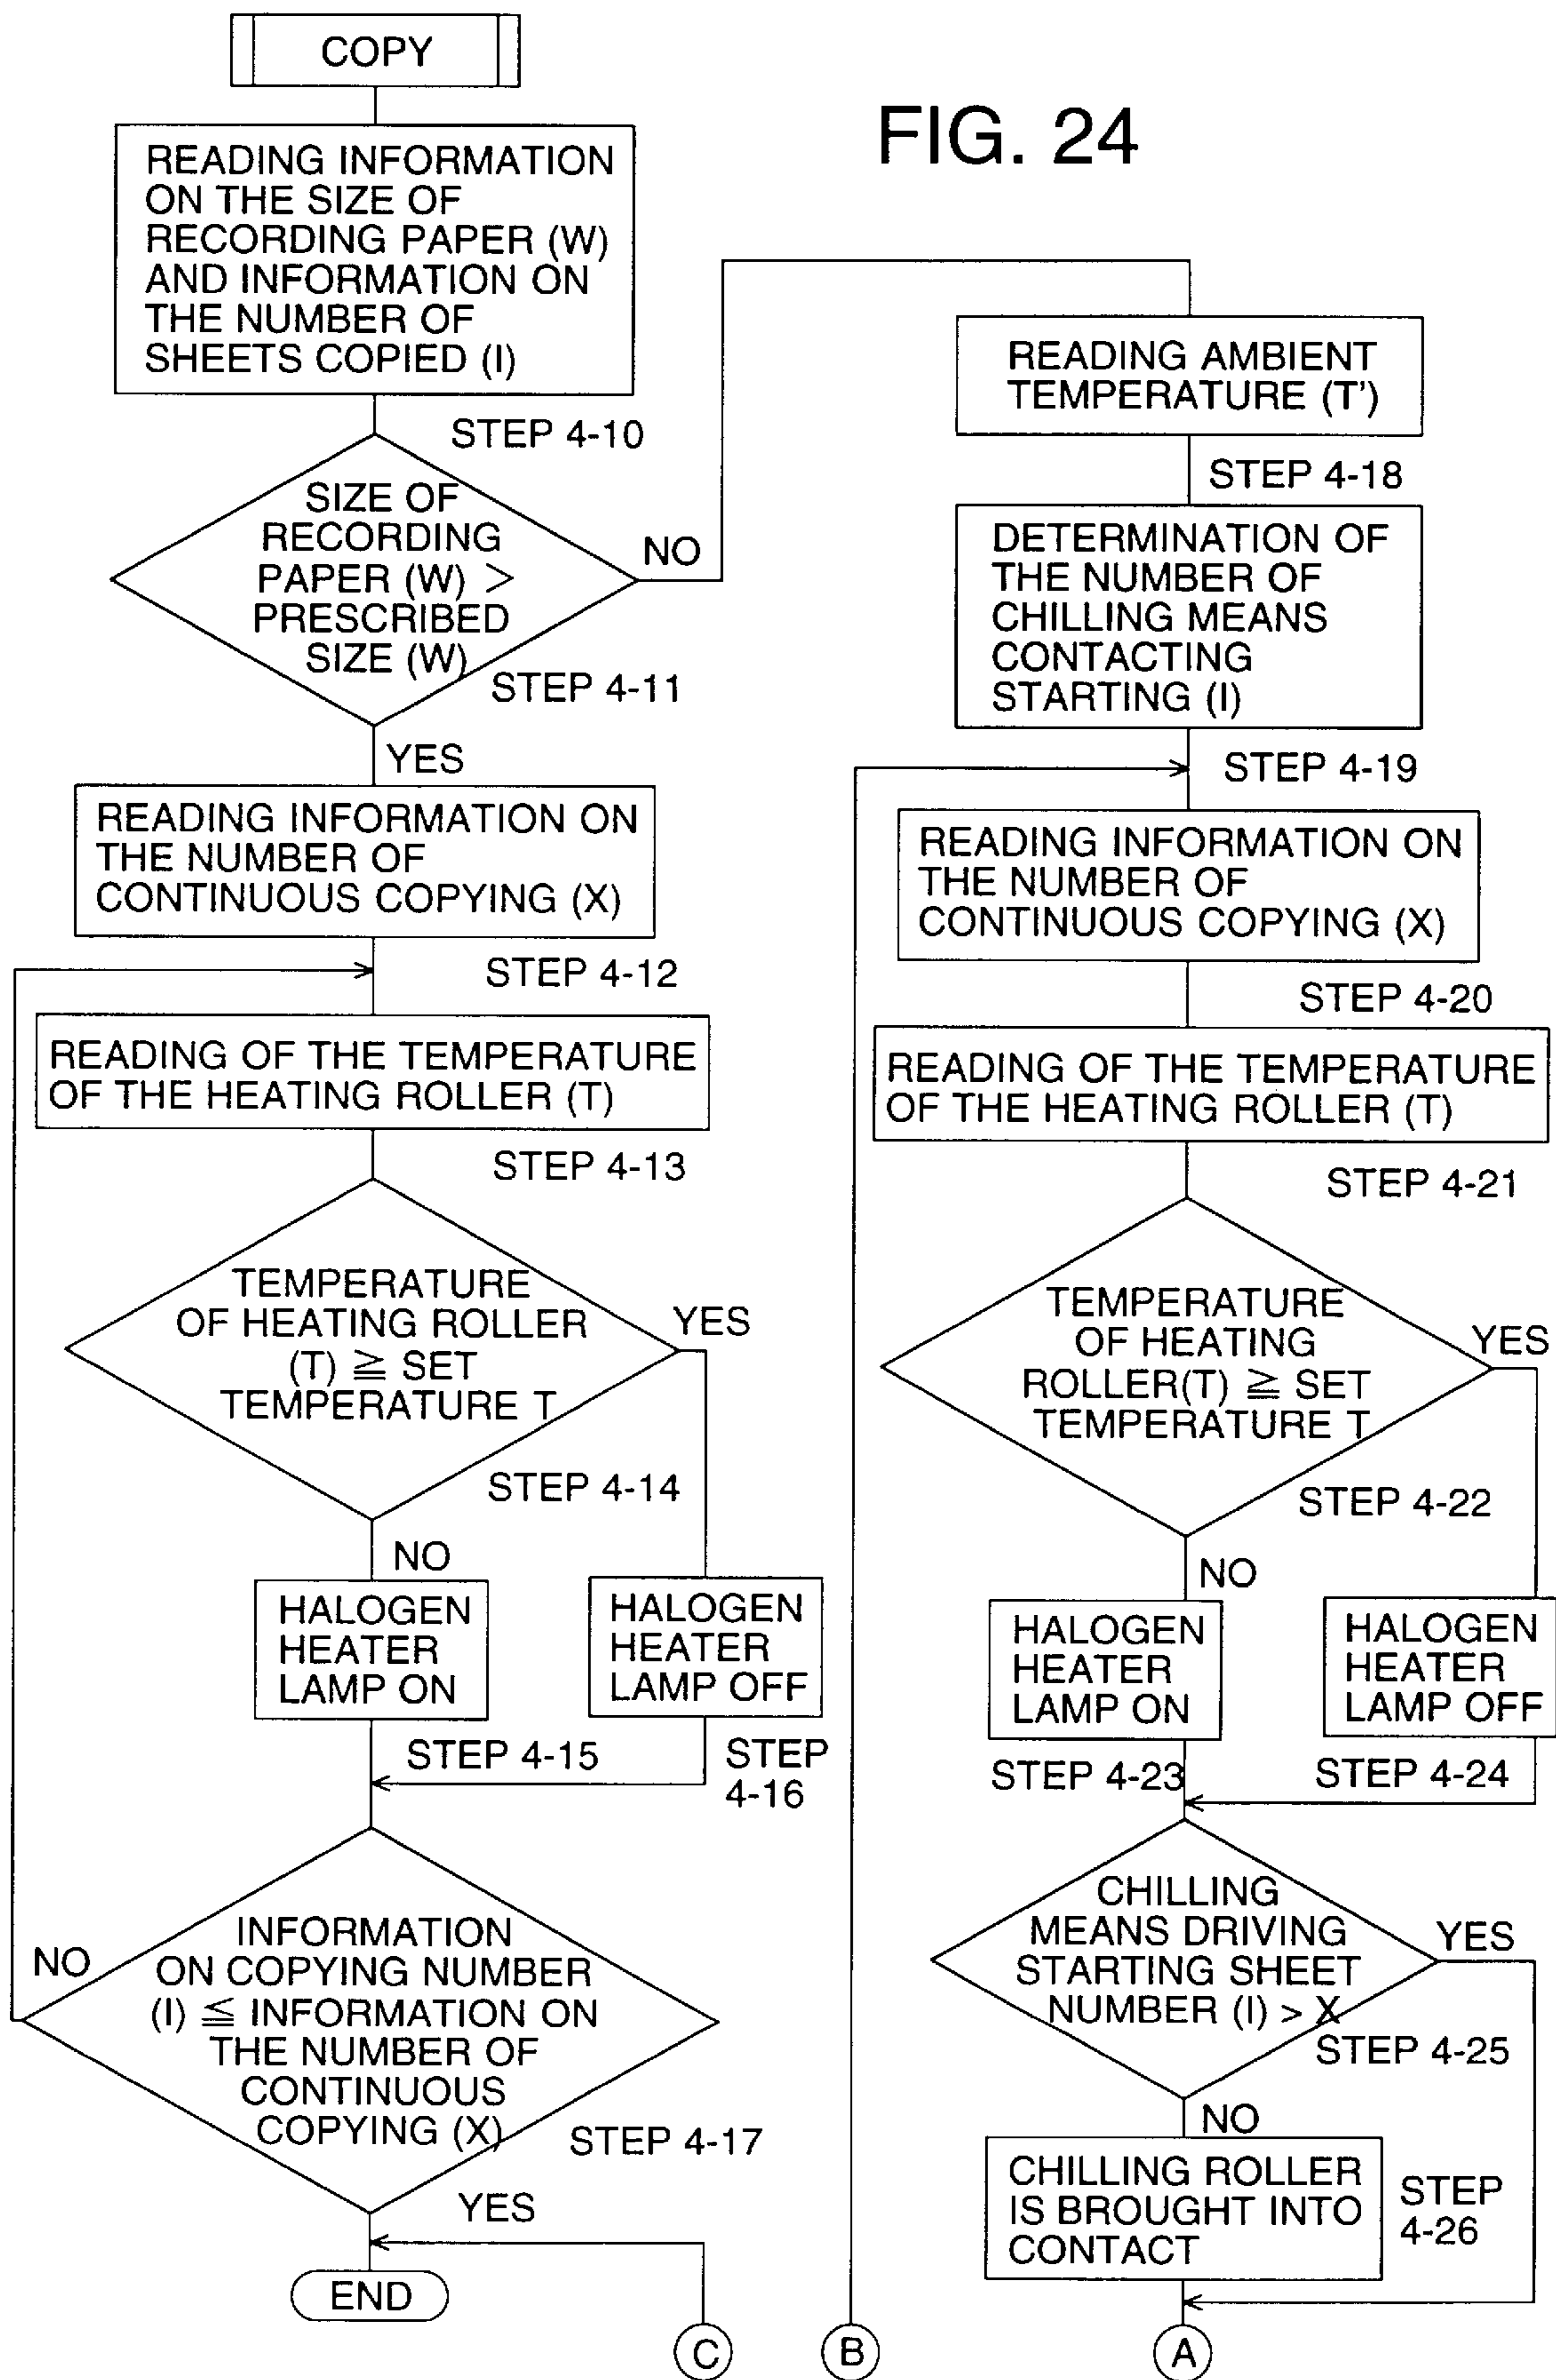 COPY
FIG. 24
READING INFORMATION
ON THE SIZE OF
RECORDING PAPER (W)
AND INFORMATION ON
THE NUMBER OF
SHEETS COPIED (I)
STEP 4-10
SIZE OF
RECORDING
PAPER (W) >
PRESCRIBED
SIZE (W)
NO
STEP 4-11
YES
READING INFORMATION ON
THE NUMBER OF
CONTINUOUS COPYING (X)
STEP 4-12
READING OF THE TEMPERATURE
OF THE HEATING ROLLER (T)
STEP 4-13
TEMPERATURE
OF HEATING ROLLER
(T) ≧ SET
TEMPERATURE T
YES
STEP 4-14
NO
HALOGEN
HEATER
LAMP ON
HALOGEN
HEATER
LAMP OFF
STEP 4-15
STEP
4-16
INFORMATION
ON COPYING NUMBER
(I) ≦ INFORMATION ON
THE NUMBER OF
CONTINUOUS
COPYING (X)
NO
STEP 4-17
YES
END
C
READING AMBIENT
TEMPERATURE (T')
STEP 4-18
DETERMINATION OF
THE NUMBER OF
CHILLING MEANS
CONTACTING
STARTING (I)
STEP 4-19
READING INFORMATION ON
THE NUMBER OF
CONTINUOUS COPYING (X)
STEP 4-20
READING OF THE TEMPERATURE
OF THE HEATING ROLLER (T)
STEP 4-21
TEMPERATURE
OF HEATING
ROLLER(T) ≧ SET
TEMPERATURE T
YES
STEP 4-22
NO
HALOGEN
HEATER
LAMP ON
HALOGEN
HEATER
LAMP OFF
STEP 4-23
STEP 4-24
CHILLING
MEANS DRIVING
STARTING SHEET
NUMBER (I) > X
YES
STEP 4-25
NO
CHILLING ROLLER
IS BROUGHT INTO
CONTACT
STEP
4-26
B
A